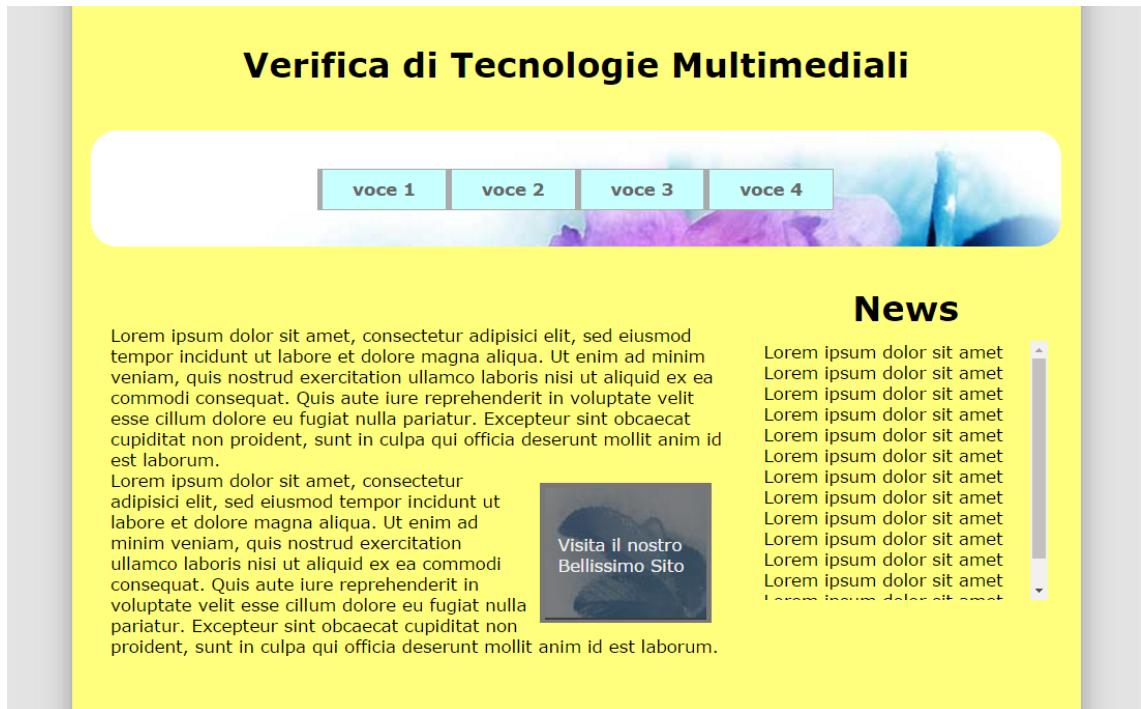 Verifica di Tecnologie Multimediali
voce 1 voce 2 voce 3 voce 4
Lorem ipsum dolor sit amet, consectetur adipisici elit, sed eiusmod
tempor incidunt ut labore et dolore magna aliqua. Ut enim ad minim
veniam, quis nostrud exercitation ullamco laboris nisi ut aliquid ex ea
commodi consequat. Quis aute iure reprehenderit in voluptate velit
esse cillum dolore eu fugiat nulla pariatur. Excepteur sint obcaecat
cupiditat non proident, sunt in culpa qui officia deserunt mollit anim id
est laborum.
Lorem ipsum dolor sit amet, consectetur
adipisici elit, sed eiusmod tempor incidunt ut
labore et dolore magna aliqua. Ut enim ad
minim veniam, quis nostrud exercitation
ullamco laboris nisi ut aliquid ex ea commodi
consequat. Quis aute iure reprehenderit in
voluptate velit esse cillum dolore eu fugiat nulla
pariatur. Excepteur sint obcaecat cupiditat non
proident, sunt in culpa qui officia deserunt mollit anim id est laborum.
Visita il nostro
Bellissimo Sito
News
Lorem ipsum dolor sit amet
Lorem ipsum dolor sit amet
Lorem ipsum dolor sit amet
Lorem ipsum dolor sit amet
Lorem ipsum dolor sit amet
Lorem ipsum dolor sit amet
Lorem ipsum dolor sit amet
Lorem ipsum dolor sit amet
Lorem ipsum dolor sit amet
Lorem ipsum dolor sit amet
Lorem ipsum dolor sit amet
Lorem ipsum dolor sit amet